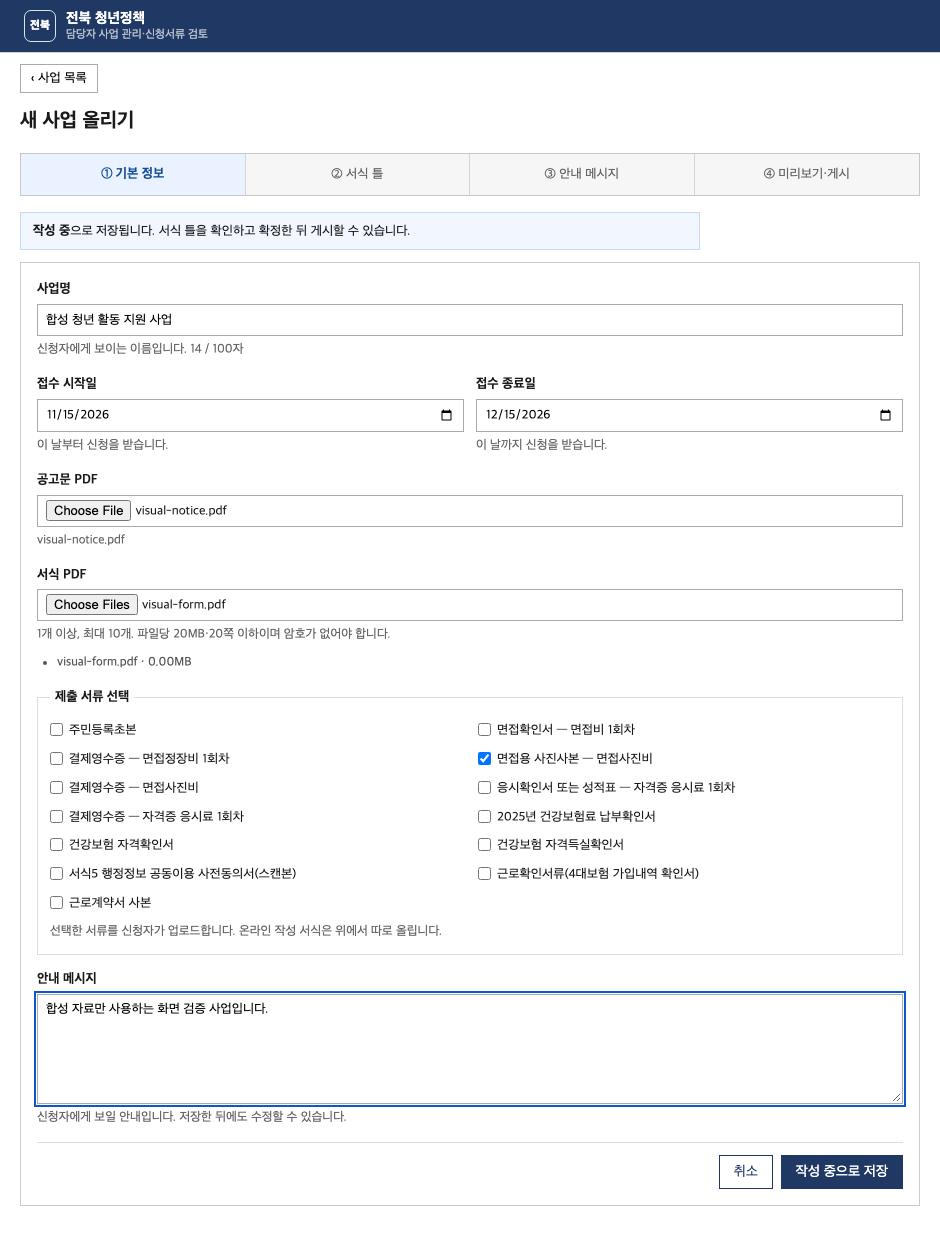 전북
전북 청년정책
담당자 사업 관리·신청서류 검토
‹ 사업 목록
새 사업 올리기
① 기본 정보
② 서식 틀
③ 안내 메시지
④ 미리보기·게시
작성 중으로 저장됩니다. 서식 틀을 확인하고 확정한 뒤 게시할 수 있습니다.
사업명
합성 청년 활동 지원 사업
신청자에게 보이는 이름입니다. 14 / 100자
접수 시작일
접수 종료일
11/15/2026
12/15/2026
이 날부터 신청을 받습니다.
이 날까지 신청을 받습니다.
공고문 PDF
Choose File visual-notice.pdf
visual-notice.pdf
서식 PDF
Choose Files visual-form.pdf
1개 이상, 최대 10개. 파일당 20MB·20쪽 이하이며 암호가 없어야 합니다.
• visual-form.pdf · 0.00MB
제출 서류 선택
주민등록초본
면접확인서 — 면접비 1회차
결제영수증 — 면접정장비 1회차
면접용 사진사본 — 면접사진비
결제영수증 — 면접사진비
응시확인서 또는 성적표 — 자격증 응시료 1회차
결제영수증 — 자격증 응시료 1회차
2025년 건강보험료 납부확인서
건강보험 자격확인서
건강보험 자격득실확인서
서식5 행정정보 공동이용 사전동의서(스캔본)
근로확인서류(4대보험 가입내역 확인서)
근로계약서 사본
선택한 서류를 신청자가 업로드합니다. 온라인 작성 서식은 위에서 따로 올립니다.
안내 메시지
합성 자료만 사용하는 화면 검증 사업입니다.
신청자에게 보일 안내입니다. 저장한 뒤에도 수정할 수 있습니다.
취소
작성 중으로 저장